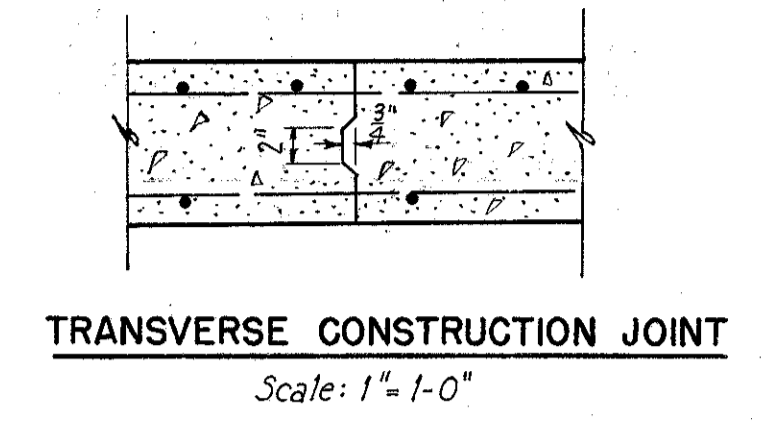 3"
4
2"
TRANSVERSE CONSTRUCTION JOINT
Scale: 1"= 1-0"